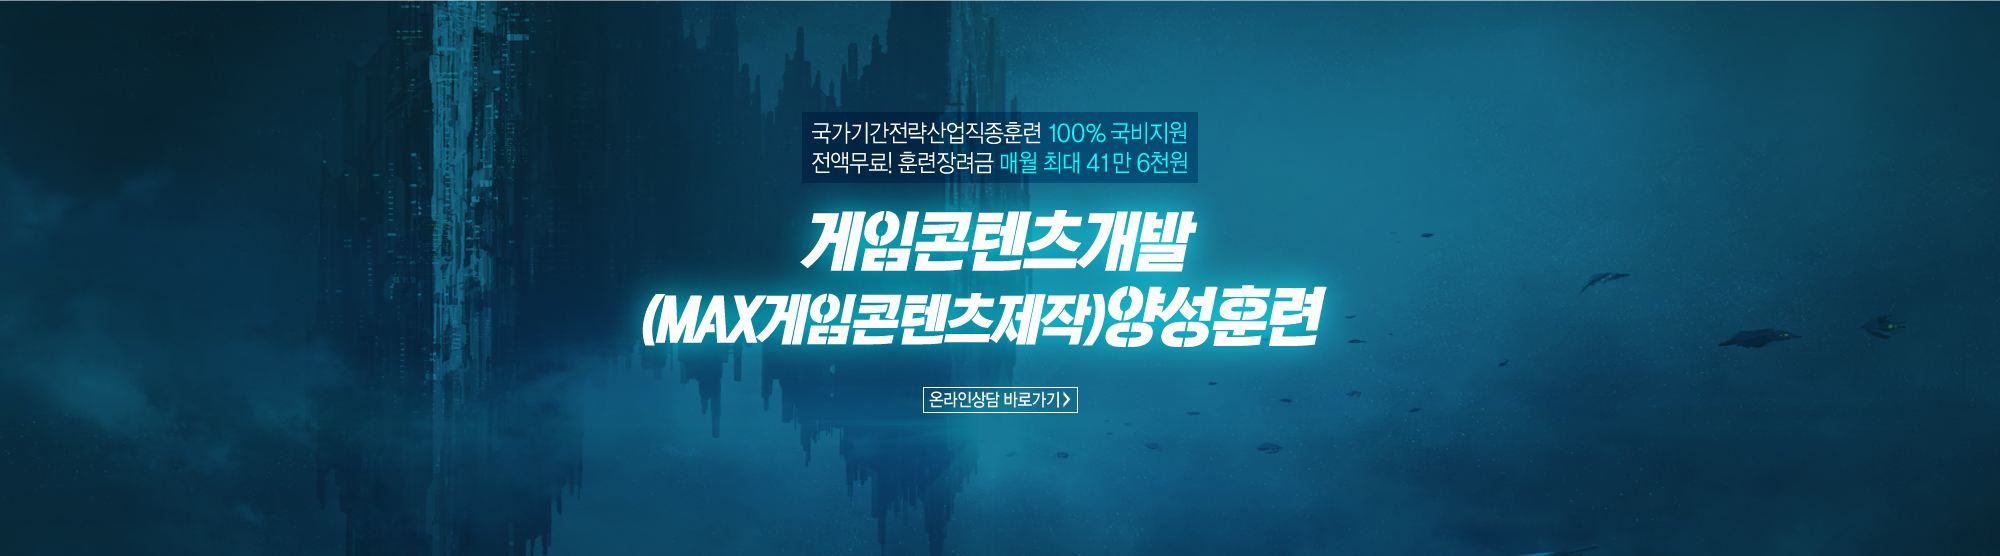 국가기간전략산업직종훈련 100% 국비지원
전액무료! 훈련장려금 매월 최대 41만 6천원
게임콘텐츠개발
(MAX게임콘텐츠제작)양성훈련
온라인상담 바로가기>